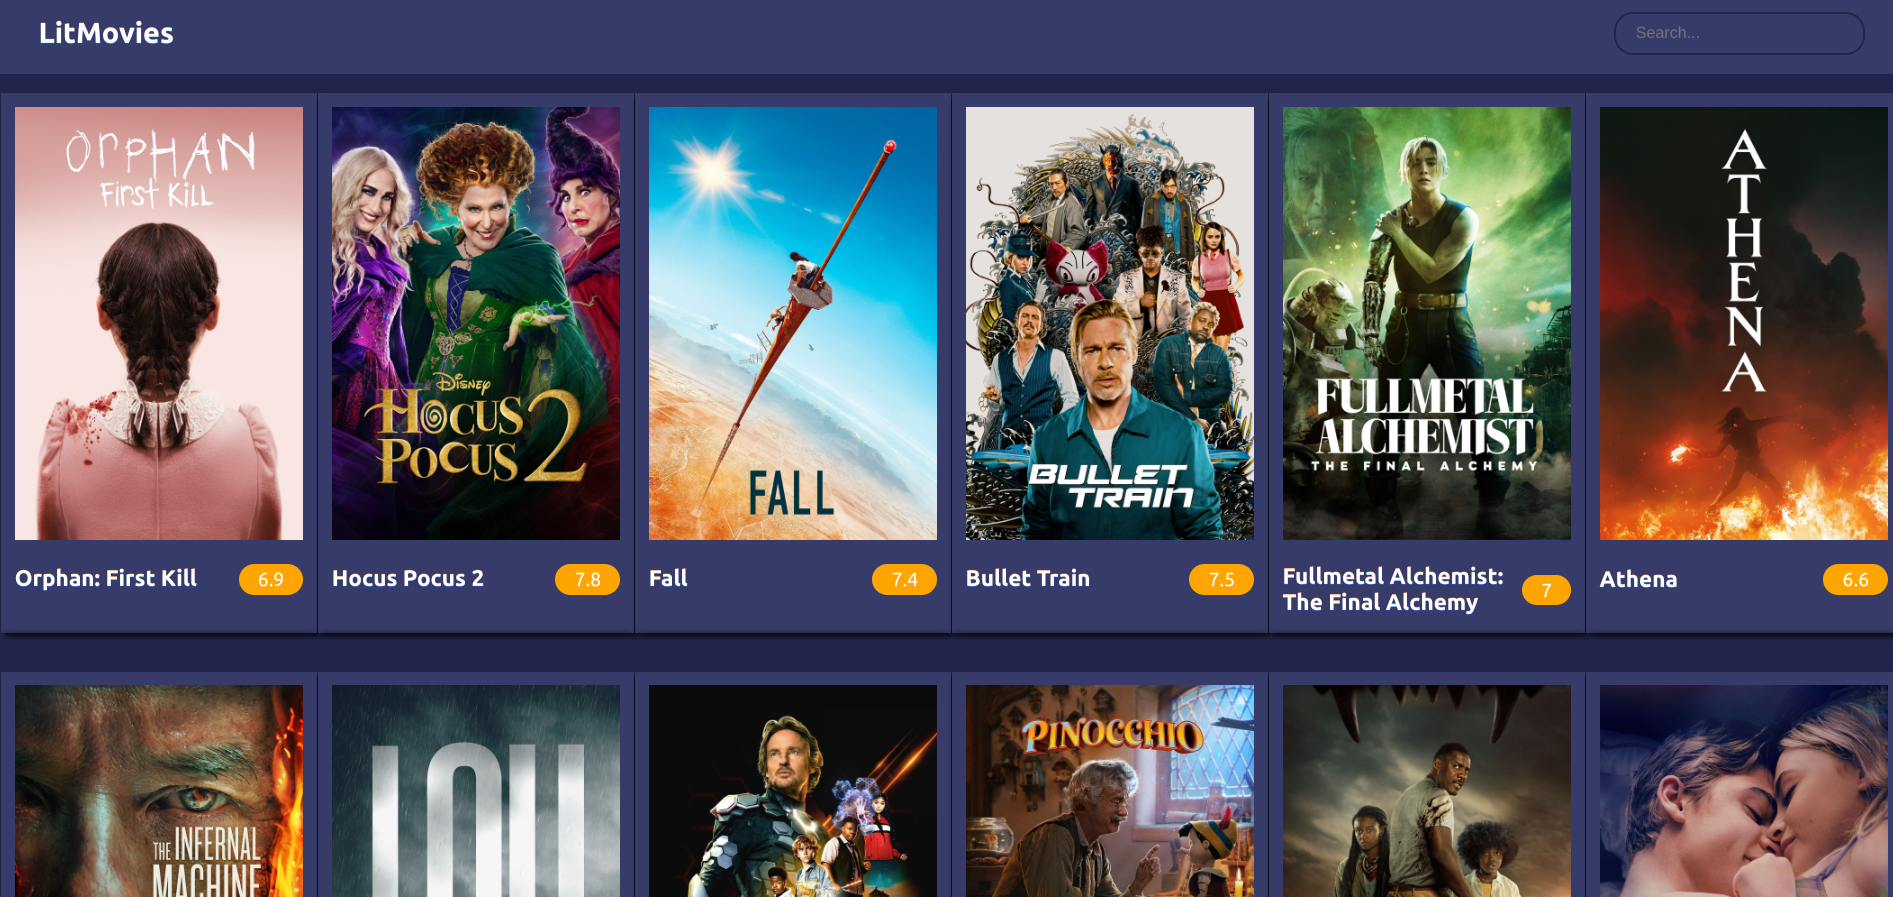 LitMovies
Search...
ORPHAN
First Kill
Disney
Hocus
Pocus 2
FALL
BULLET
TRAIN
FULLMETAL
ALCHEMIST
THE FINAL ALCHEMY
ATHENA
Orphan: First Kill 6.9
Hocus Pocus 2 7.8
Fall 7.4
Bullet Train 7.5
Fullmetal Alchemist:
The Final Alchemy 7
Athena 6.6
THE INFERNAL
MACHINE
LOU
PINOCCHIO